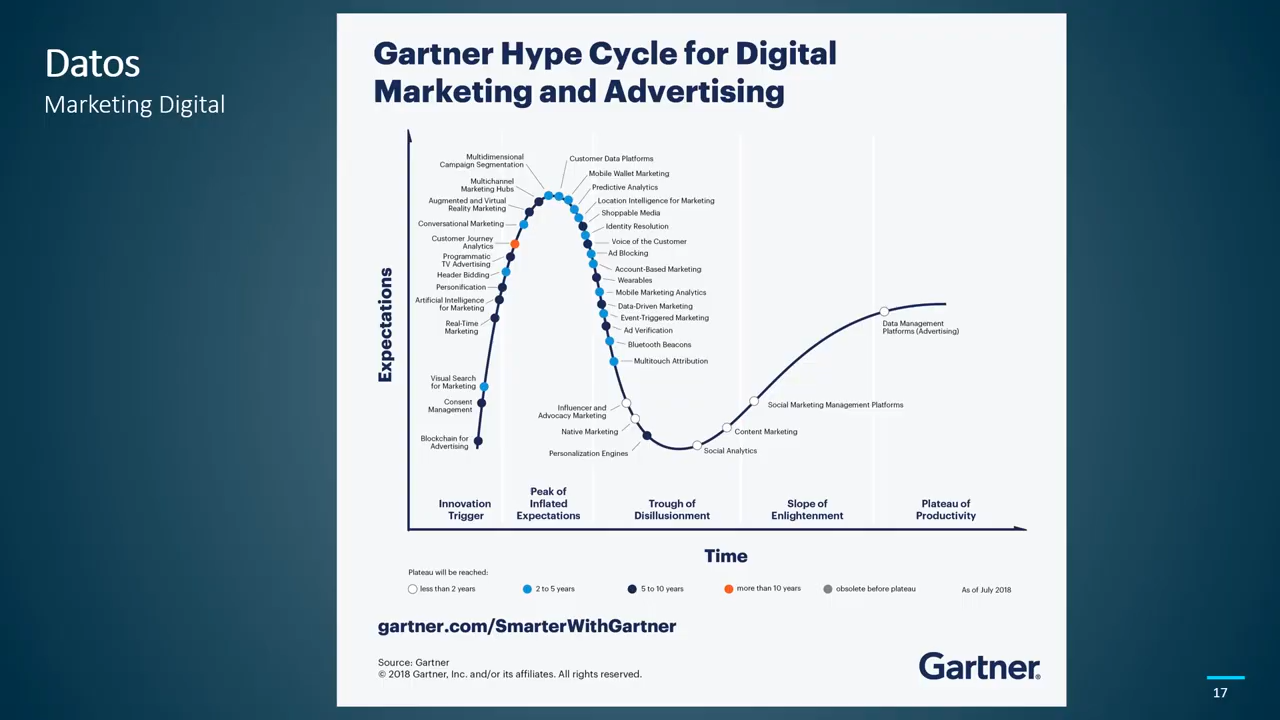 Datos
Marketing Digital
Gartner Hype Cycle for Digital
Marketing and Advertising
Expectations
Multidimensional
Campaign Segmentation
Multichannel
Marketing Hubs
Augmented and Virtual
Reality Marketing
Conversational Marketing
Customer Journey
Analytics
Programmatic
TV Advertising
Header Bidding
Personification
Artificial Intelligence
for Marketing
Real-Time
Marketing
Visual Search
for Marketing
Consent
Management
Blockchain for
Advertising
Customer Data Platforms
Mobile Wallet Marketing
Predictive Analytics
Location Intelligence for Marketing
Shoppable Media
Identity Resolution
Voice of the Customer
Ad Blocking
Account-Based Marketing
Wearables
Mobile Marketing Analytics
Data-Driven Marketing
Event-Triggered Marketing
Ad Verification
Bluetooth Beacons
Multitouch Attribution
Influencer and
Advocacy Marketing
Native Marketing
Personalization Engines
Social Analytics
Content Marketing
Social Marketing Management Platforms
Data Management
Platforms (Advertising)
Innovation
Trigger
Peak of
Inflated
Expectations
Trough of
Disillusionment
Slope of
Enlightenment
Plateau of
Productivity
Time
Plateau will be reached:
less than 2 years
2 to 5 years
5 to 10 years
more than 10 years
obsolete before plateau
As of July 2018
gartner.com/SmarterWithGartner
Source: Gartner
© 2018 Gartner, Inc. and/or its affiliates. All rights reserved.
Gartner®
17